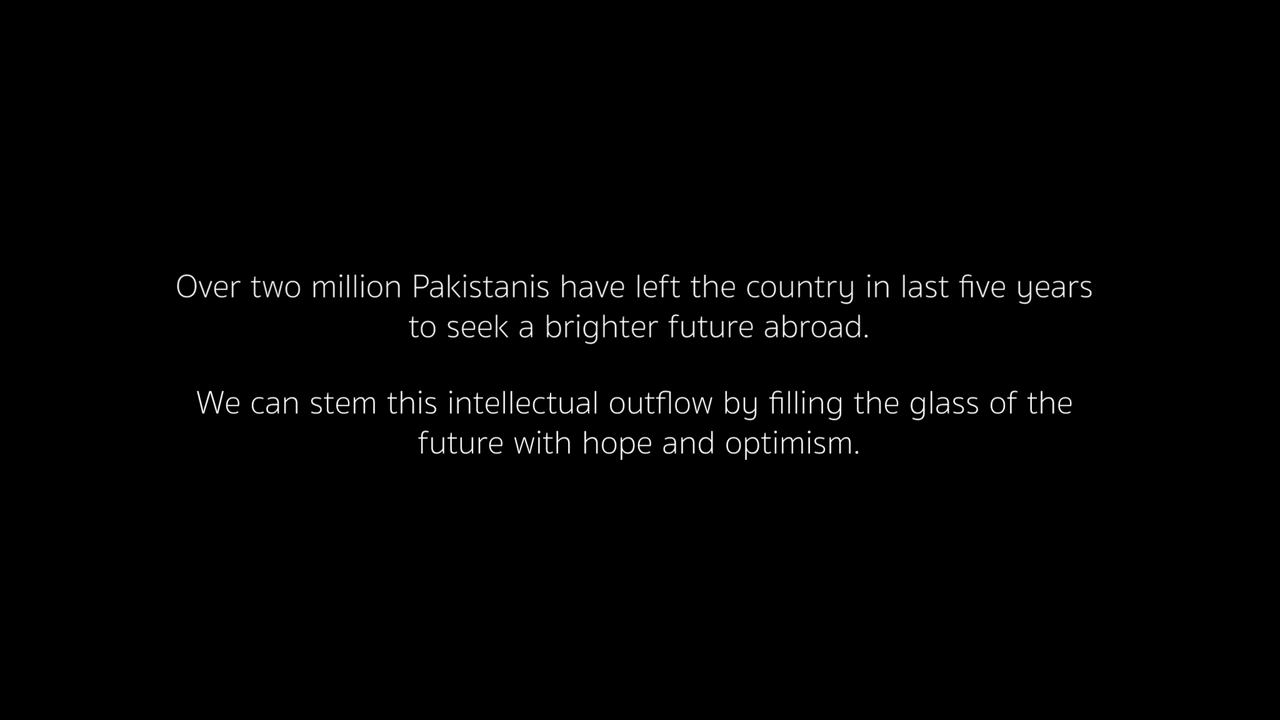 Over two million Pakistanis have left the country in last five years
to seek a brighter future abroad.
We can stem this intellectual outflow by filling the glass of the
future with hope and optimism.